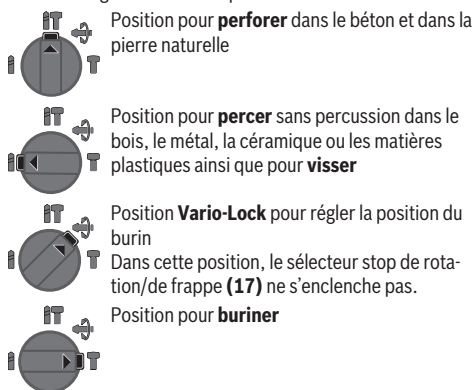 Position pour perforer dans le béton et dans la
pierre naturelle
Position pour percer sans percussion dans le
bois, le métal, la céramique ou les matières
plastiques ainsi que pour visser
Position Vario-Lock pour régler la position du
burin
Dans cette position, le sélecteur stop de rota-
tion/de frappe (17) ne s'enclenche pas.
Position pour buriner